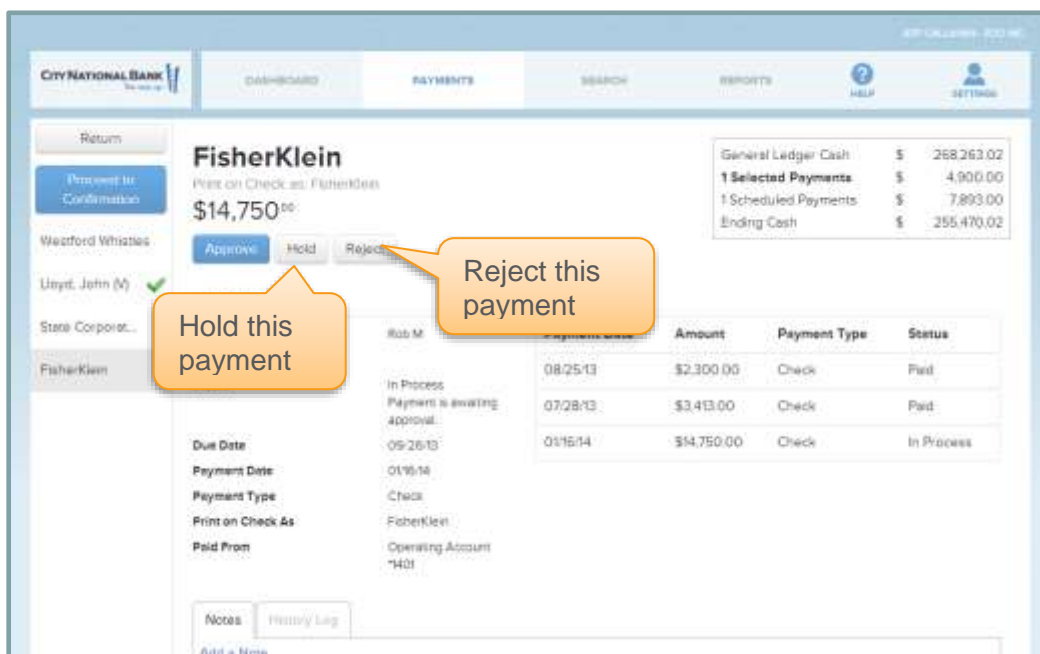 CITY NATIONAL BANK
The way up.
DASHBOARD
PAYMENTS
SEARCH
REPORTS
HELP
SETTINGS
Return
Proceed to
Confirmation
Westford Whistles
Lloyd, John (V)
State Corporat...
FisherKlein
FisherKlein
Print on Check as: FisherKlein
$14,750⁰⁰
Approve Hold Reject
General Ledger Cash $ 268,263.02
1 Selected Payments $ 4,900.00
1 Scheduled Payments $ 7,893.00
Ending Cash $ 255,470.02
Reject this
payment
Hold this
payment
Rob M
In Process
Payment is awaiting
approval.
Due Date 09/26/13
Payment Date 01/16/14
Payment Type Check
Print on Check As FisherKlein
Paid From Operating Account
*1401
Payment Date Amount Payment Type Status
08/25/13 $2,300.00 Check Paid
07/28/13 $3,413.00 Check Paid
01/16/14 $14,750.00 Check In Process
Notes History Log
Add a Note